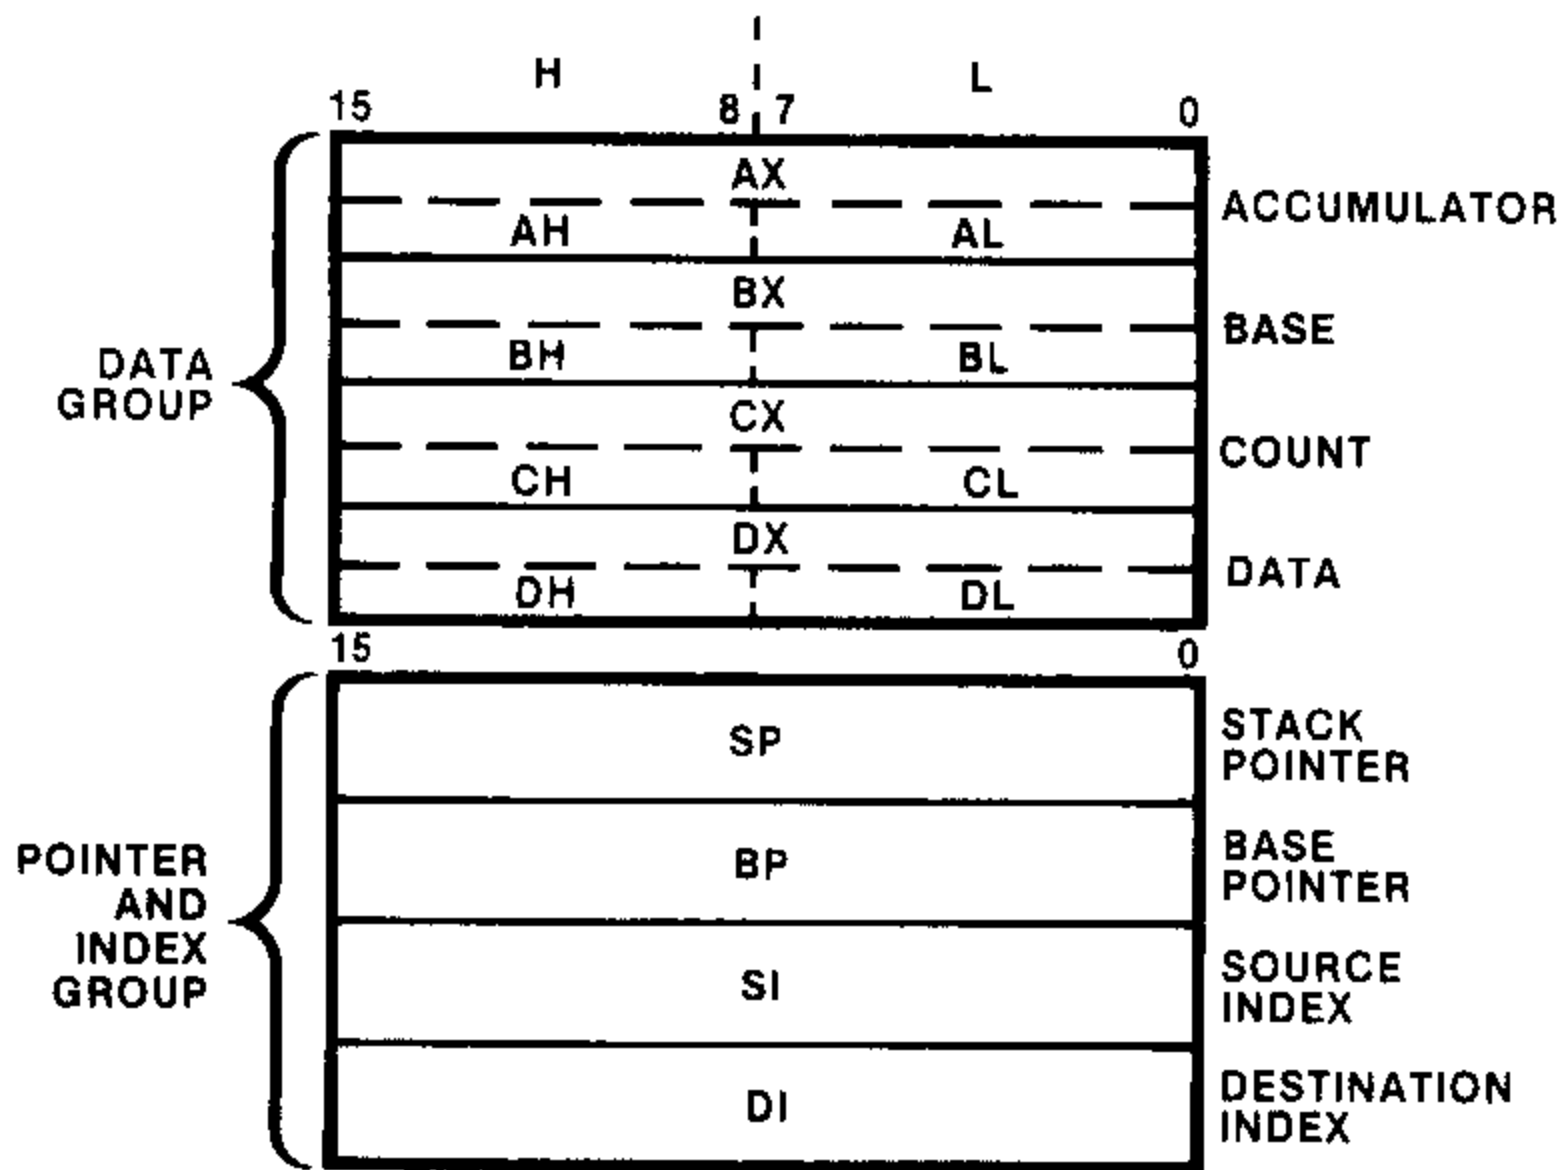 H L
15 8 7 0
AX
AH AL
ACCUMULATOR
BX
BH BL
BASE
DATA
GROUP
CX
CH CL
COUNT
DX
DH DL
DATA
15 0
SP
STACK
POINTER
BP
BASE
POINTER
POINTER
AND
INDEX
GROUP
SI
SOURCE
INDEX
DI
DESTINATION
INDEX